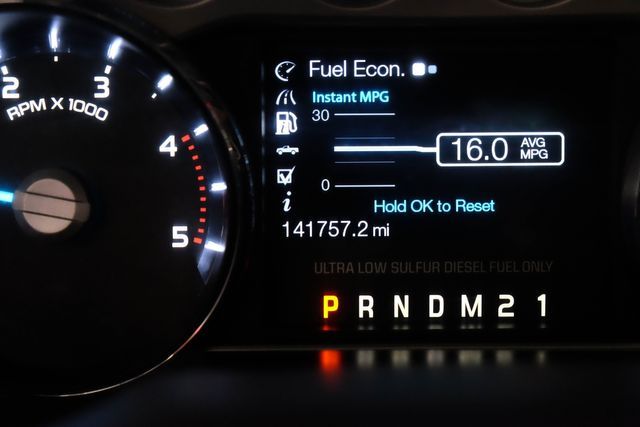 2 3
RPM X 1000
4
5
Fuel Econ.
Instant MPG
30
16.0 AVG MPG
0
Hold OK to Reset
141757.2 mi
ULTRA LOW SULFUR DIESEL FUEL ONLY
P R N D M 2 1